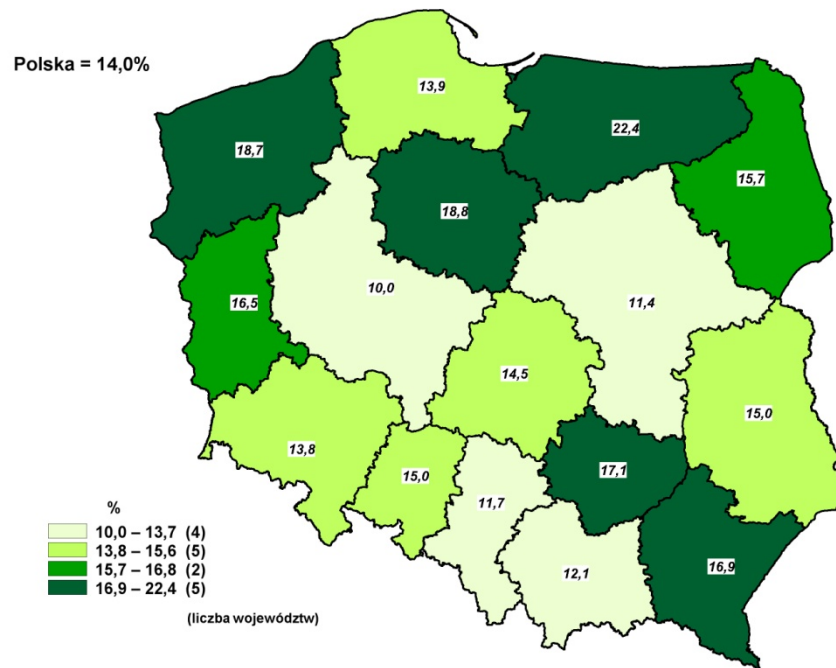 Polska = 14,0%
13,9
22,4
18,7
15,7
18,8
10,0
16,5
11,4
14,5
15,0
13,8
15,0
17,1
11,7
16,9
12,1
%
10,0 – 13,7 (4)
13,8 – 15,6 (5)
15,7 – 16,8 (2)
16,9 – 22,4 (5)
(liczba województw)